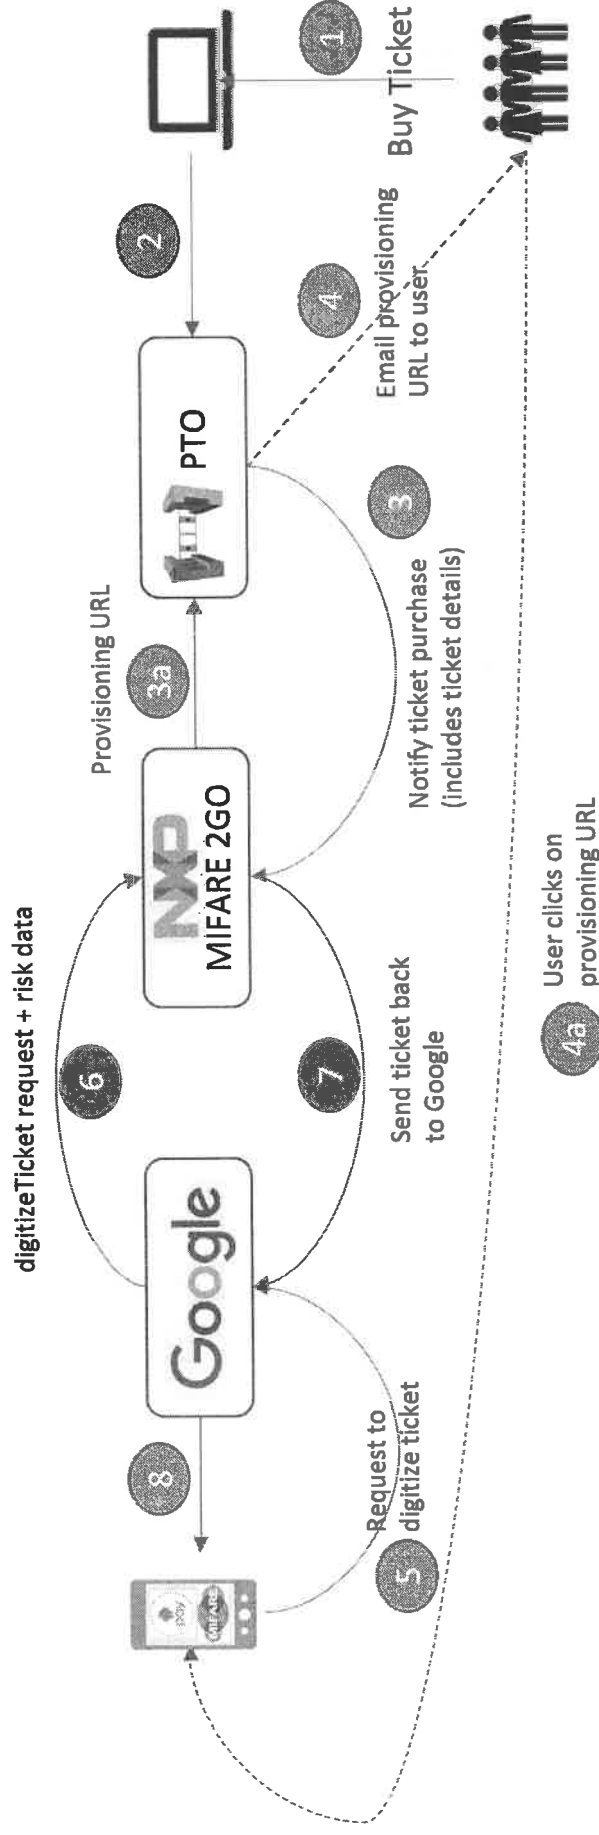 digitizeTicket request + risk data
6
Provisioning URL
3a
2
8
Google
NXP
MIFARE 2GO
PTO
pay
MIFARE
7
Send ticket back
to Google
3
Notify ticket purchase
(includes ticket details)
4
Email provisioning
URL to user
1
Buy Ticket
5
Request to
digitize ticket
4a
User clicks on
provisioning URL